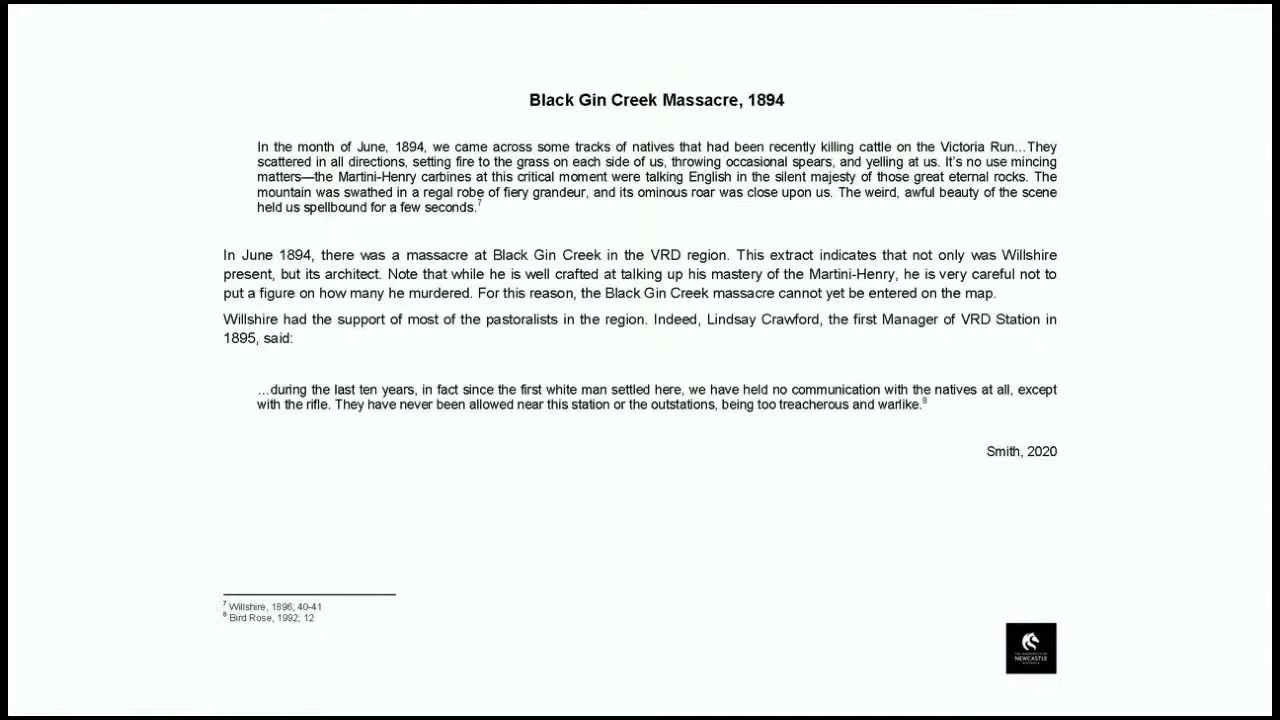 Black Gin Creek Massacre, 1894
In the month of June, 1894, we came across some tracks of natives that had been recently killing cattle on the Victoria Run...They
scattered in all directions, setting fire to the grass on each side of us, throwing occasional spears, and yelling at us. It's no use mincing
matters—the Martini-Henry carbines at this critical moment were talking English in the silent majesty of those great eternal rocks. The
mountain was swathed in a regal robe of fiery grandeur, and its ominous roar was close upon us. The weird, awful beauty of the scene
held us spellbound for a few seconds.7
In June 1894, there was a massacre at Black Gin Creek in the VRD region. This extract indicates that not only was Willshire
present, but its architect. Note that while he is well crafted at talking up his mastery of the Martini-Henry, he is very careful not to
put a figure on how many he murdered. For this reason, the Black Gin Creek massacre cannot yet be entered on the map.
Willshire had the support of most of the pastoralists in the region. Indeed, Lindsay Crawford, the first Manager of VRD Station in
1895, said:
...during the last ten years, in fact since the first white man settled here, we have held no communication with the natives at all, except
with the rifle. They have never been allowed near this station or the outstations, being too treacherous and warlike.8
Smith, 2020
7 Willshire, 1896; 40-41
8 Bird Rose, 1992; 12
THE UNIVERSITY OF
NEWCASTLE
AUSTRALIA